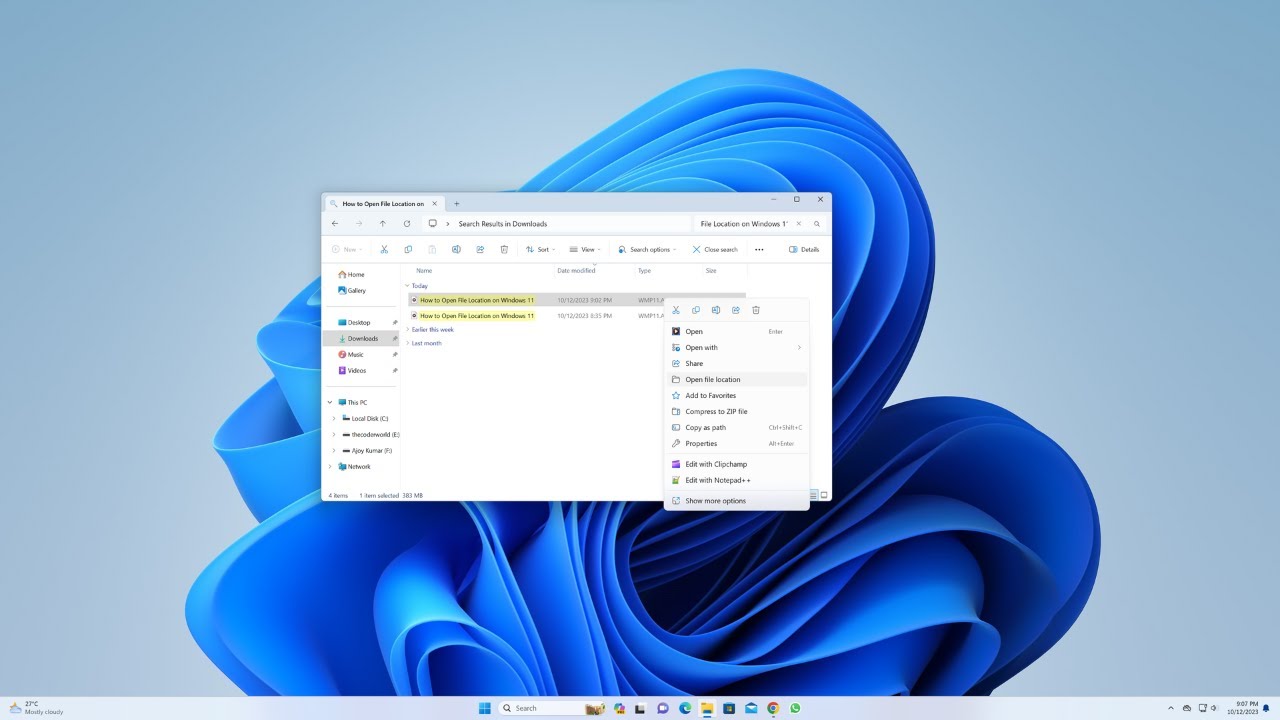 How to Open File Location on
Search Results in Downloads
File Location on Windows 1
New
Sort
View
Search options
Close search
Details
Home
Gallery
Desktop
Downloads
Music
Videos
This PC
Local Disk (C:)
thecoderworld (E:)
Ajoy Kumar (F:)
Network
Name Date modified Type Size
Today
How to Open File Location on Windows 11 10/12/2023 9:02 PM WMP11.A
How to Open File Location on Windows 11 10/12/2023 8:35 PM WMP11.A
Earlier this week
Last month
Open Enter
Open with
Share
Open file location
Add to Favorites
Compress to ZIP file
Copy as path Ctrl+Shift+C
Properties Alt+Enter
Edit with Clipchamp
Edit with Notepad++
Show more options
4 items 1 item selected 383 MB
27°C
Mostly cloudy
Search
9:07 PM
10/12/2023